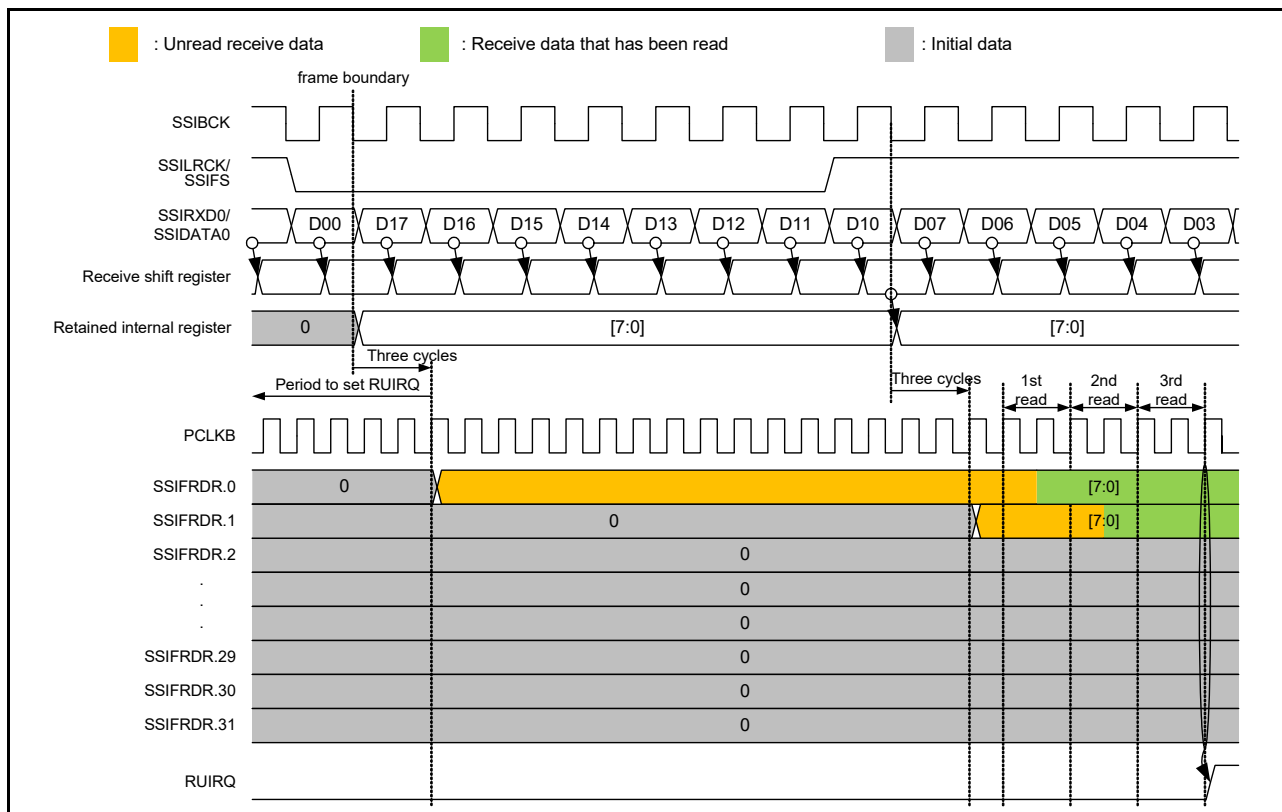 : Unread receive data : Receive data that has been read : Initial data
frame boundary
SSIBCK
SSILRCK/
SSIFS
SSIRXD0/
SSIDATA0
D00 D17 D16 D15 D14 D13 D12 D11 D10 D07 D06 D05 D04 D03
Receive shift register
Retained internal register 0 [7:0] [7:0]
Three cycles Three cycles 1st read 2nd read 3rd read
Period to set RUIRQ
PCLKB
SSIFRDR.0 0 [7:0]
SSIFRDR.1 0 [7:0]
SSIFRDR.2 0
. 0
.
. 0
SSIFRDR.29 0
SSIFRDR.30 0
SSIFRDR.31 0
RUIRQ